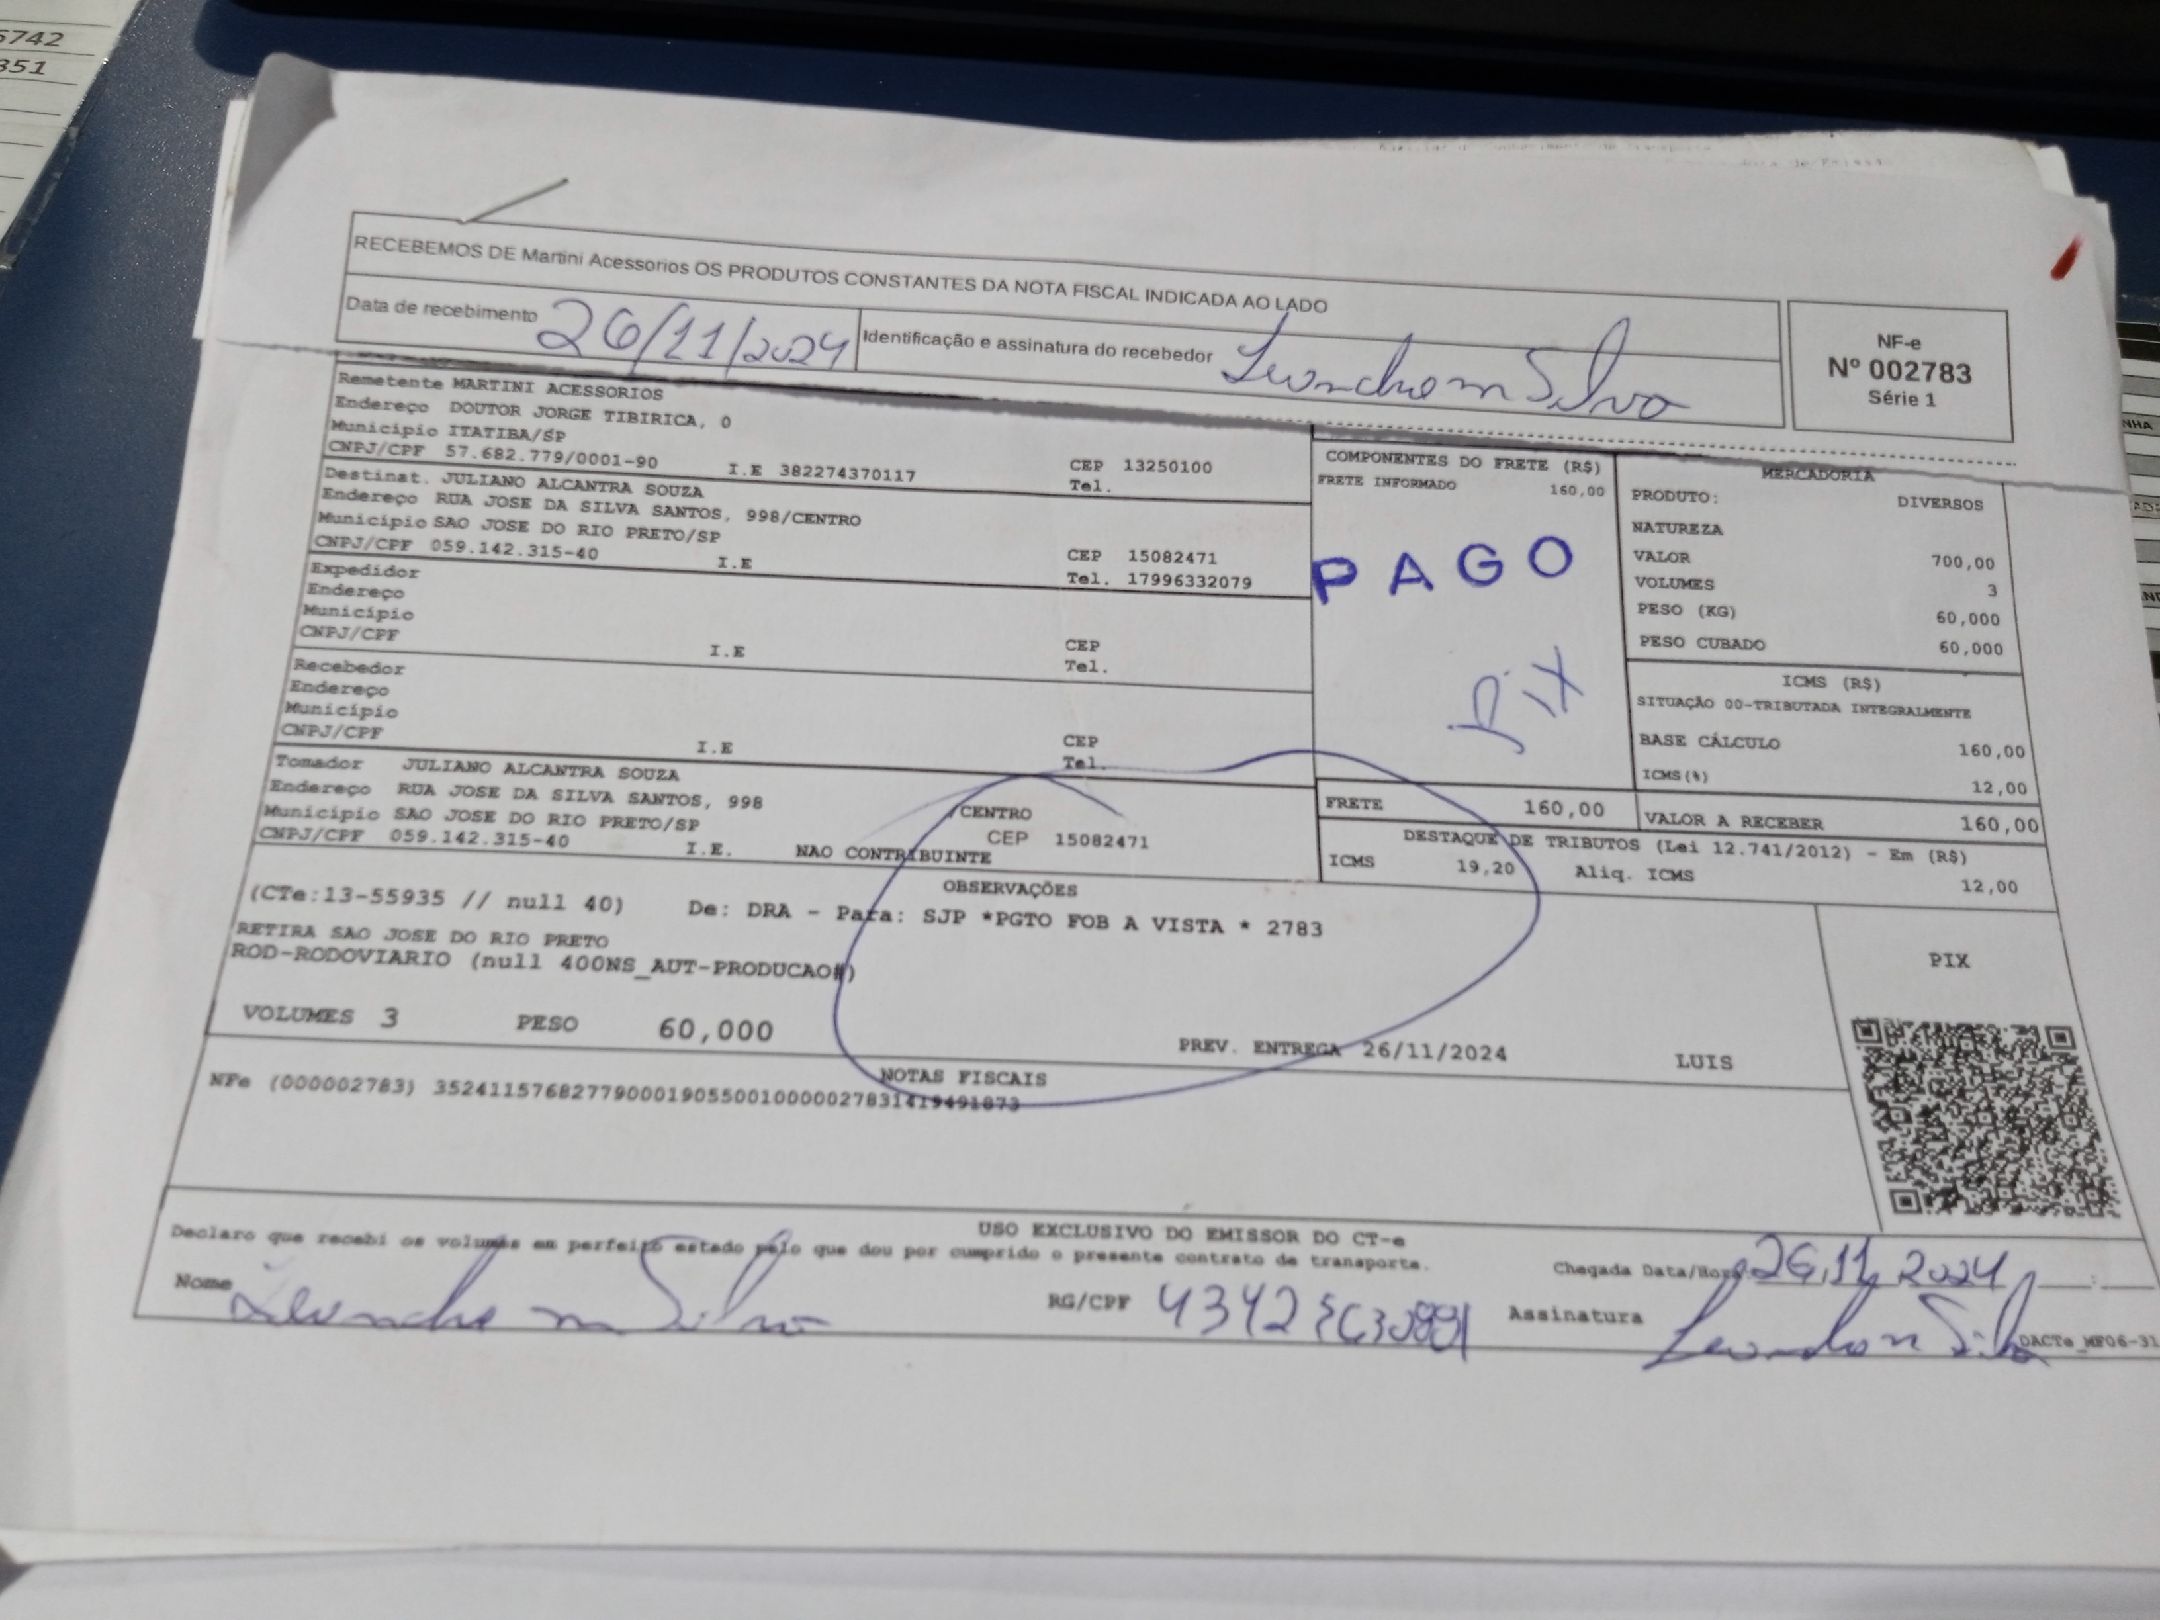 5742
351
RECEBEMOS DE Martini Acessorios OS PRODUTOS CONSTANTES DA NOTA FISCAL INDICADA AO LADO
Data de recebimento 26/11/2024 Identificação e assinatura do recebedor Silva
NF-e
Nº 002783
Série 1
Remetente MARTINI ACESSORIOS
Endereço DOUTOR JORGE TIBIRICA, 0
Município ITATIBA/SP
CNPJ/CPF 57.682.779/0001-90 I.E 382274370117 CEP 13250100
Tel.
Destinat. JULIANO ALCANTRA SOUZA
Endereço RUA JOSE DA SILVA SANTOS, 998/CENTRO
Município SAO JOSE DO RIO PRETO/SP
CNPJ/CPF 059.142.315-40 I.E CEP 15082471
Tel. 17996332079
Expedidor
Endereço
Município
CNPJ/CPF I.E CEP
Tel.
Recebedor
Endereço
Município
CNPJ/CPF I.E CEP
Tel.
Tomador JULIANO ALCANTRA SOUZA
Endereço RUA JOSE DA SILVA SANTOS, 998 /CENTRO
Município SAO JOSE DO RIO PRETO/SP CEP 15082471
CNPJ/CPF 059.142.315-40 I.E. NAO CONTRIBUINTE
COMPONENTES DO FRETE (R$)
FRETE INFORMADO 160,00
PAGO
Pix
FRETE 160,00
MERCADORIA
PRODUTO: DIVERSOS
NATUREZA
VALOR 700,00
VOLUMES 3
PESO (KG) 60,000
PESO CUBADO 60,000
ICMS (R$)
SITUAÇÃO 00-TRIBUTADA INTEGRALMENTE
BASE CÁLCULO 160,00
ICMS(%) 12,00
VALOR A RECEBER 160,00
DESTAQUE DE TRIBUTOS (Lei 12.741/2012) - Em (R$)
ICMS 19,20 Aliq. ICMS 12,00
OBSERVAÇÕES
(CTe:13-55935 // null 40) De: DRA - Para: SJP *PGTO FOB A VISTA * 2783
RETIRA SAO JOSE DO RIO PRETO
ROD-RODOVIARIO (null 400NS_AUT-PRODUCAO#)
VOLUMES 3 PESO 60,000 PREV. ENTREGA 26/11/2024 LUIS
PIX
NOTAS FISCAIS
NFe (000002783) 35241157682779000190550010000027831419491873
USO EXCLUSIVO DO EMISSOR DO CT-e
Declaro que recebi os volumes em perfeito estado pelo que dou por cumprido o presente contrato de transporte.
Chegada Data/Hora 26,11,2024 :
Nome Silva RG/CPF Assinatura Silva
DACTe_MF06-31